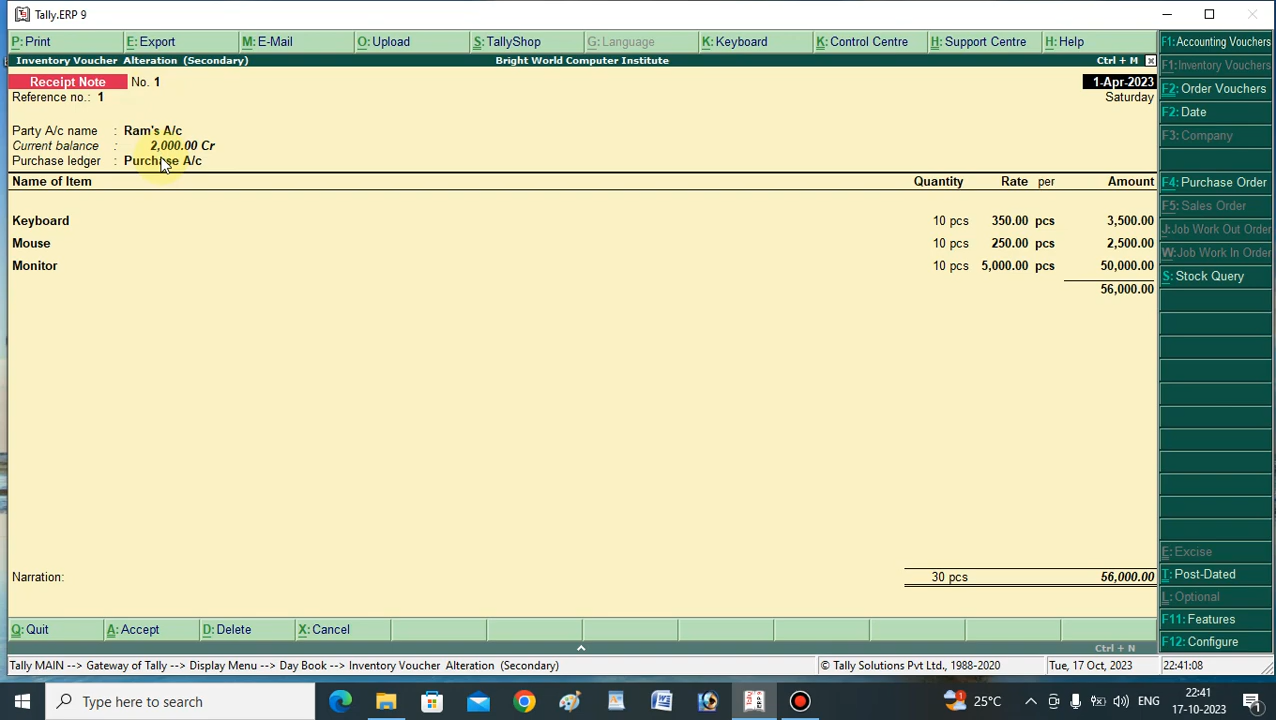 Tally.ERP 9
P: Print E: Export M: E-Mail O: Upload S: TallyShop G: Language K: Keyboard K: Control Centre H: Support Centre H: Help
F1: Accounting Vouchers
Inventory Voucher Alteration (Secondary) Bright World Computer Institute Ctrl + M
F1: Inventory Vouchers
Receipt Note No. 1 1-Apr-2023
F2: Order Vouchers
Reference no.: 1 Saturday
F2: Date
Party A/c name : Ram's A/c
F3: Company
Current balance : 2,000.00 Cr
Purchase ledger : Purchase A/c
Name of Item Quantity Rate per Amount
F4: Purchase Order
F5: Sales Order
Keyboard 10 pcs 350.00 pcs 3,500.00
J: Job Work Out Order
Mouse 10 pcs 250.00 pcs 2,500.00
W: Job Work In Order
Monitor 10 pcs 5,000.00 pcs 50,000.00
S: Stock Query
56,000.00
E: Excise
Narration: 30 pcs 56,000.00
T: Post-Dated
L: Optional
F11: Features
Q: Quit A: Accept D: Delete X: Cancel
F12: Configure
Ctrl + N
Tally MAIN --> Gateway of Tally --> Display Menu --> Day Book --> Inventory Voucher Alteration (Secondary) © Tally Solutions Pvt Ltd., 1988-2020 Tue, 17 Oct, 2023 22:41:08
Type here to search 25°C ENG 22:41
17-10-2023 1